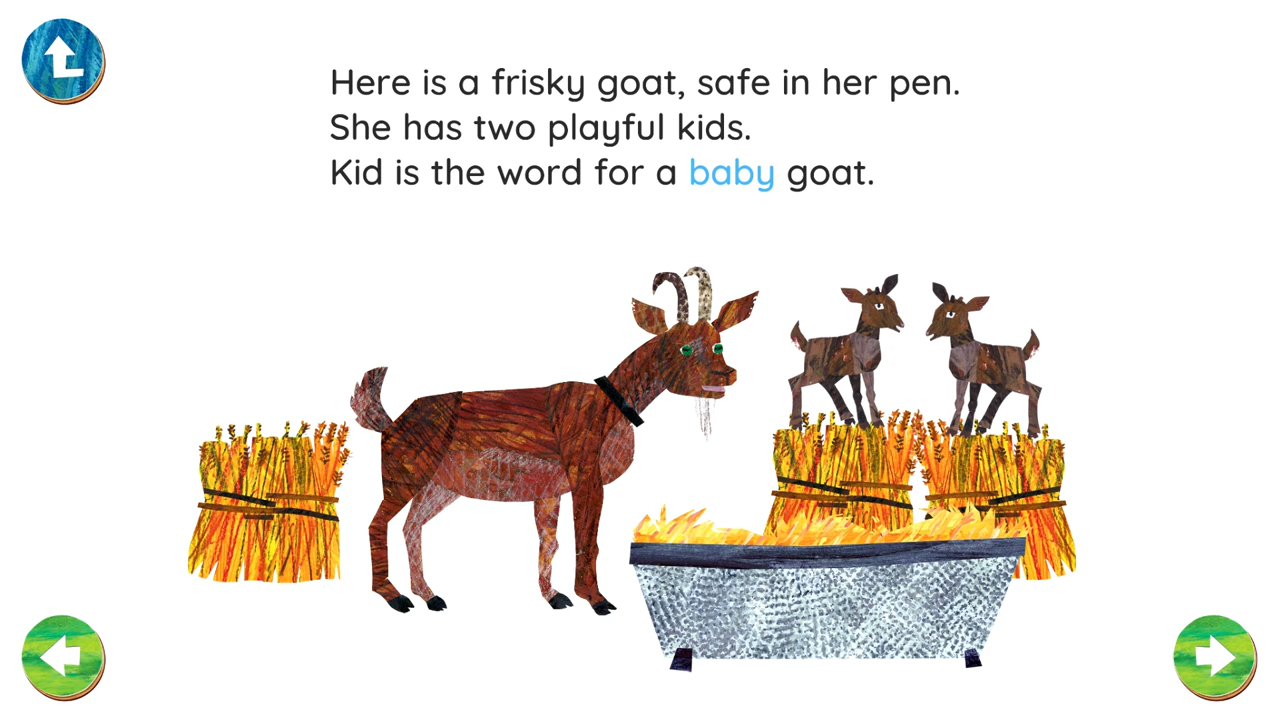 Here is a frisky goat, safe in her pen.
She has two playful kids.
Kid is the word for a baby goat.